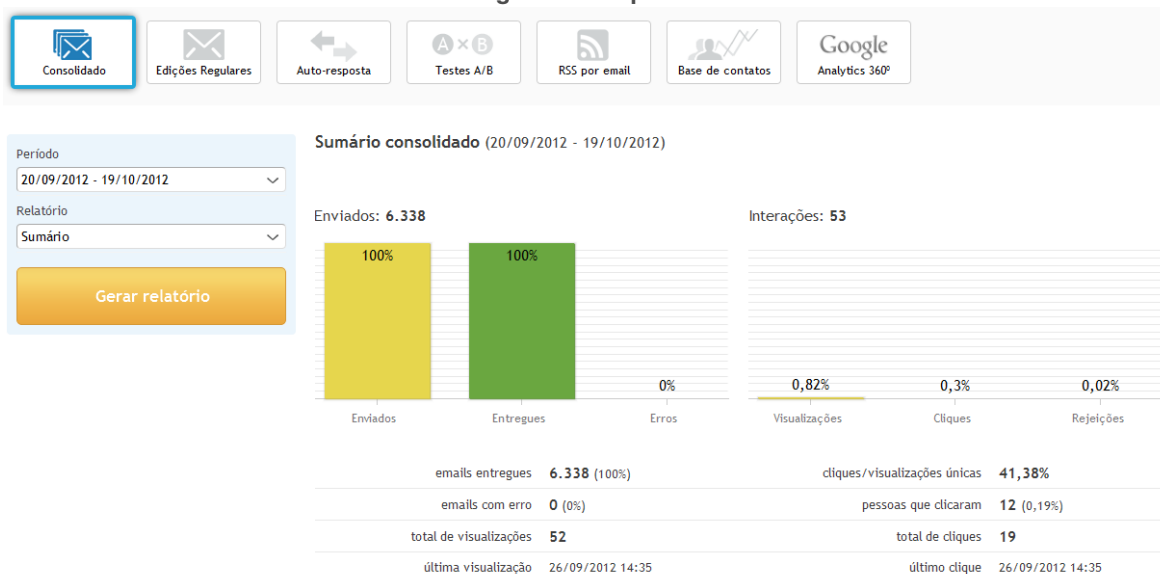 Consolidado
Edições Regulares
Auto-resposta
A×B
Testes A/B
RSS por email
Base de contatos
Google
Analytics 360º
Período
20/09/2012 - 19/10/2012
Relatório
Sumário
Gerar relatório
Sumário consolidado (20/09/2012 - 19/10/2012)
Enviados: 6.338
100%
100%
0%
Enviados
Entregues
Erros
Interações: 53
0,82%
0,3%
0,02%
Visualizações
Cliques
Rejeições
emails entregues 6.338 (100%)
emails com erro 0 (0%)
total de visualizações 52
última visualização 26/09/2012 14:35
cliques/visualizações únicas 41,38%
pessoas que clicaram 12 (0,19%)
total de cliques 19
último clique 26/09/2012 14:35